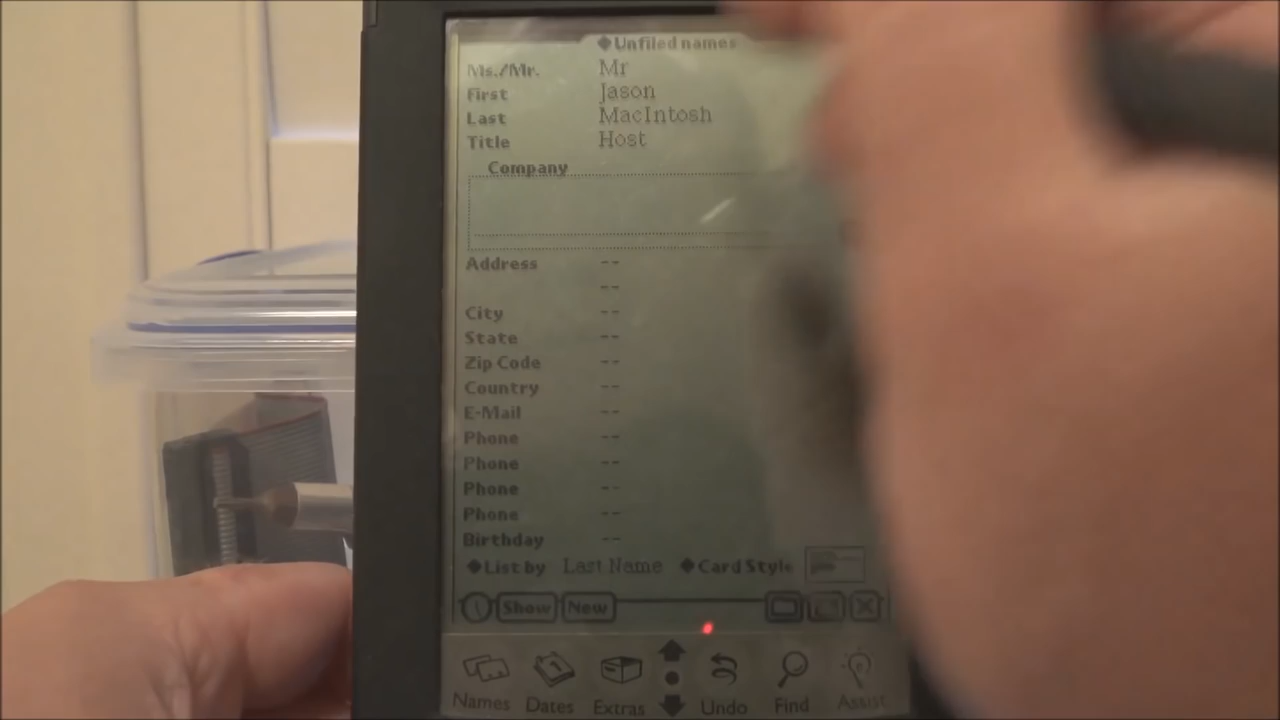 ◆Unfiled names
Ms./Mr. Mr
First Jason
Last MacIntosh
Title Host
Company
Address --
--
City --
State --
Zip Code --
Country --
E-Mail --
Phone --
Phone --
Phone --
Phone --
Birthday --
◆List by Last Name ◆Card Style
Show New
Names Dates Extras Undo Find Assist